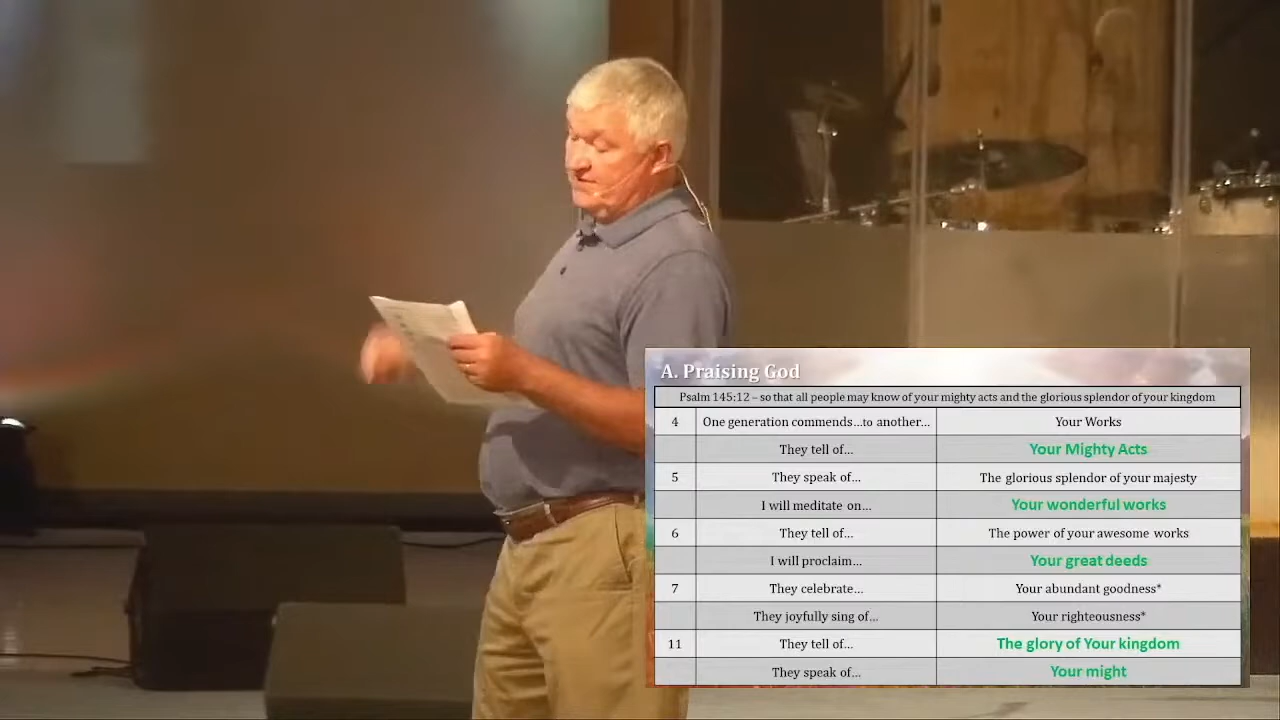 A. Praising God
Psalm 145:12 – so that all people may know of your mighty acts and the glorious splendor of your kingdom
4 One generation commends…to another… Your Works
They tell of… Your Mighty Acts
5 They speak of… The glorious splendor of your majesty
I will meditate on… Your wonderful works
6 They tell of… The power of your awesome works
I will proclaim… Your great deeds
7 They celebrate… Your abundant goodness*
They joyfully sing of… Your righteousness*
11 They tell of… The glory of Your kingdom
They speak of… Your might